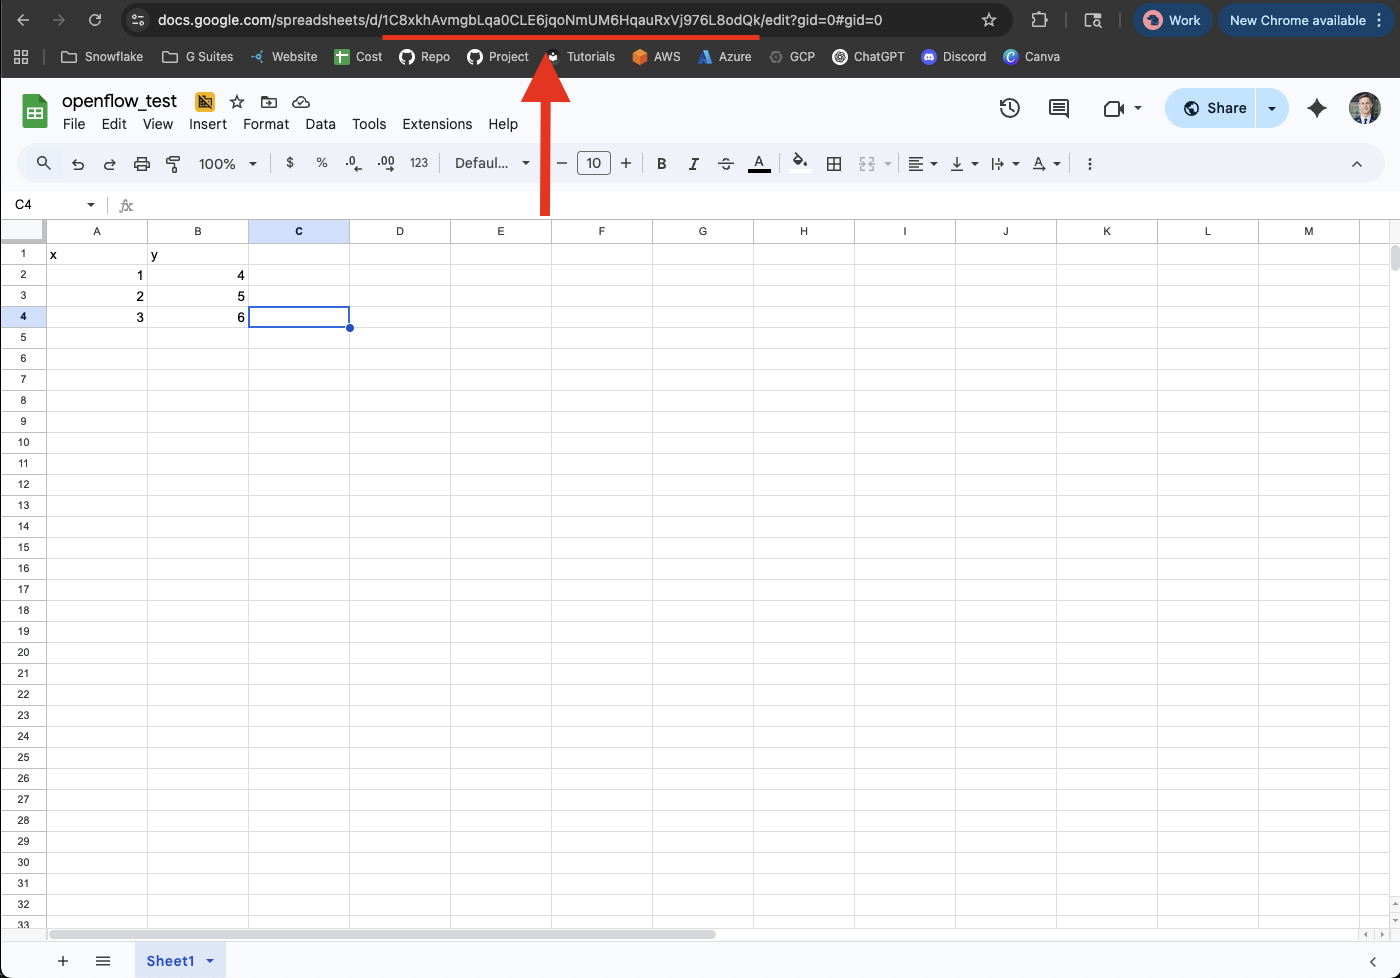 docs.google.com/spreadsheets/d/1C8xkhAvmgbLqa0CLE6jqoNmUM6HqauRxVj976L8odQk/edit?gid=0#gid=0 Work New Chrome available
Snowflake G Suites Website Cost Repo Project Tutorials AWS Azure GCP ChatGPT Discord Canva
openflow_test
File Edit View Insert Format Data Tools Extensions Help Share
100% $ % .0 .00 123 Defaul... 10 B I S A A
C4 fx
A B C D E F G H I J K L M
1 x y
2 1 4
3 2 5
4 3 6
5
6
7
8
9
10
11
12
13
14
15
16
17
18
19
20
21
22
23
24
25
26
27
28
29
30
31
32
33
Sheet1